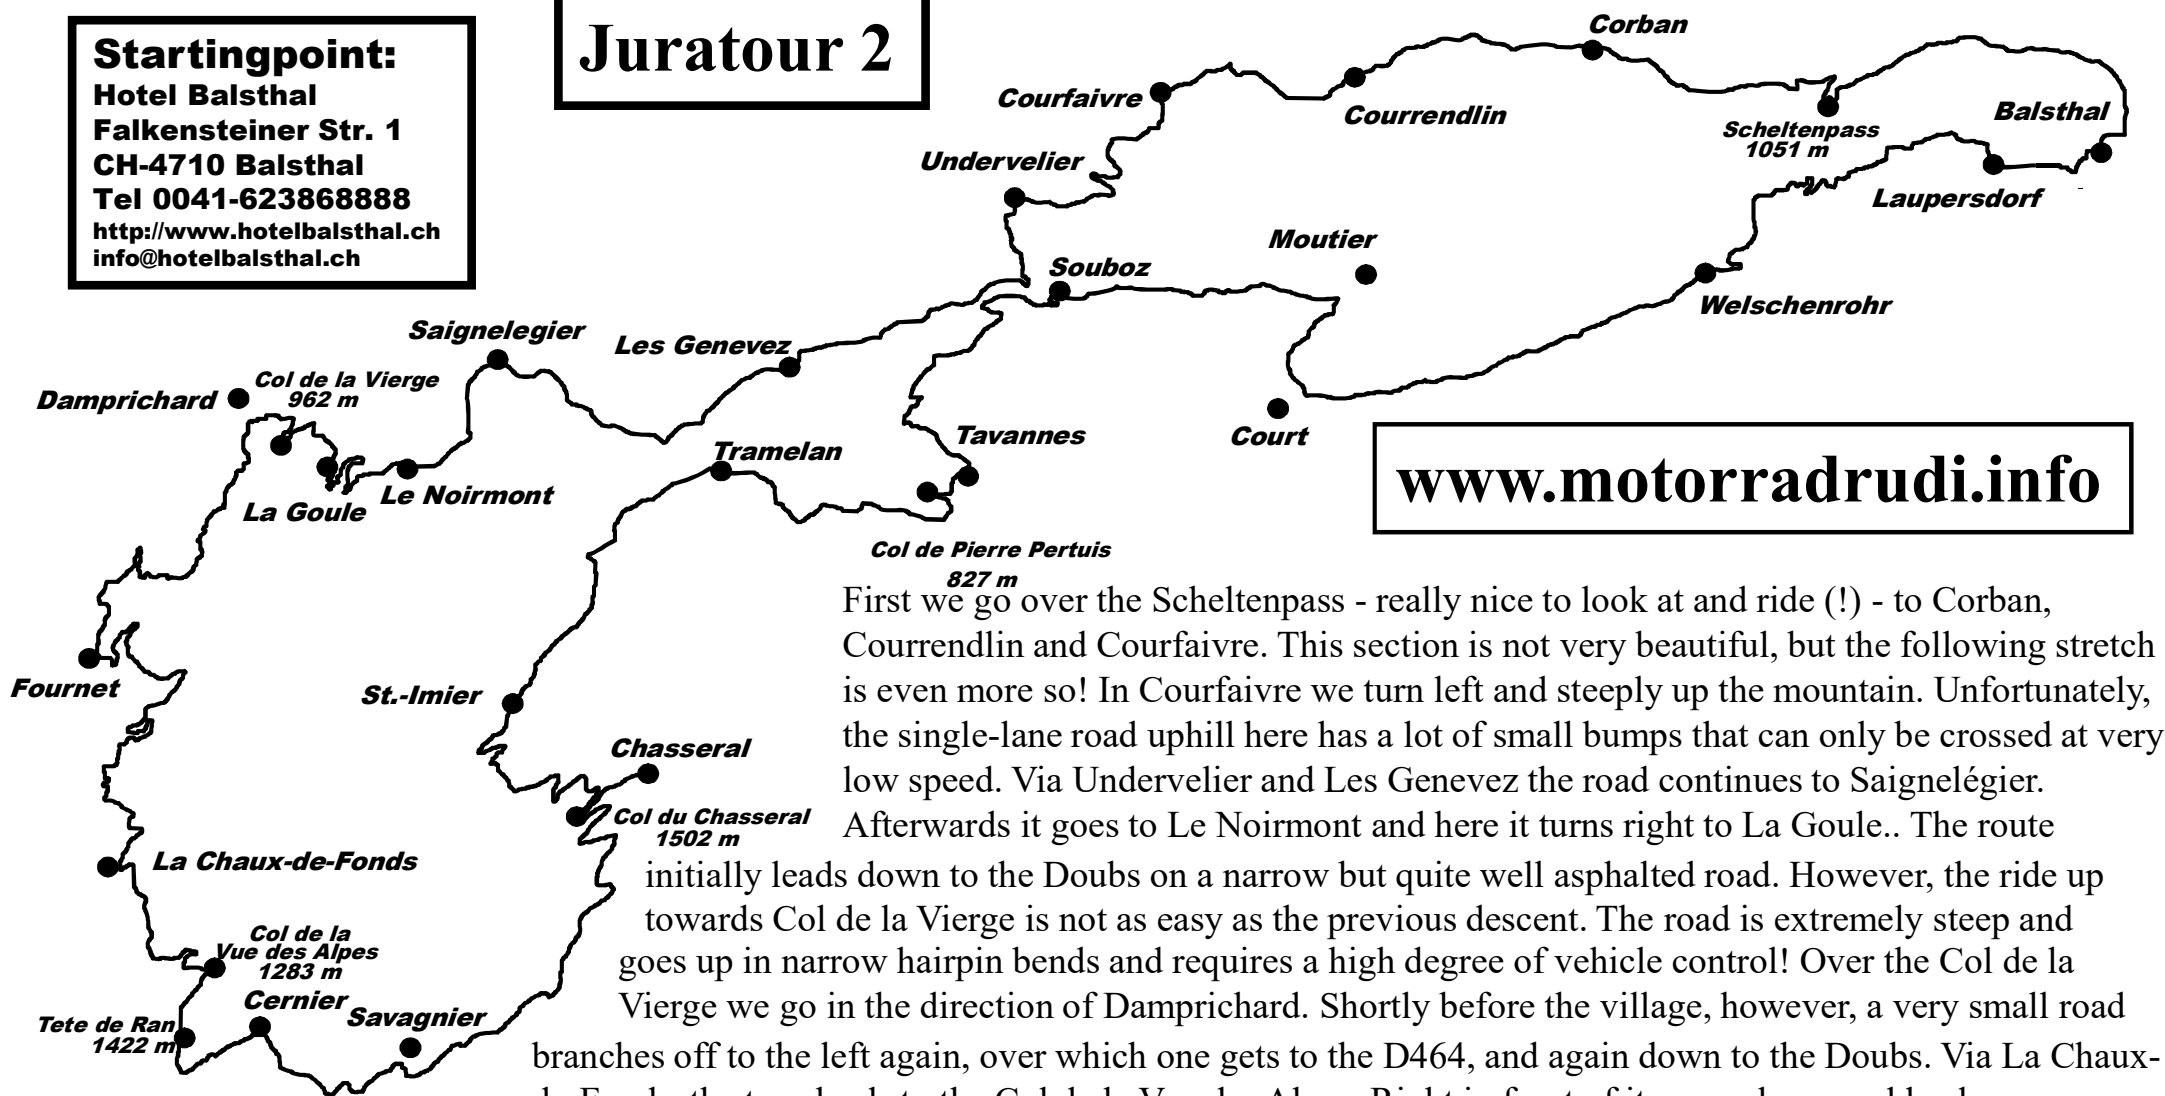 Startingpoint:
Hotel Balsthal
Falkensteiner Str. 1
CH-4710 Balsthal
Tel 0041-623868888
http://www.hotelbalsthal.ch
info@hotelbalsthal.ch
Juratour 2
Corban
Courfaivre
Courrendlin
Balsthal
Scheltenpass
1051 m
Undervelier
Laupersdorf
Moutier
Souboz
Welschenrohr
Saignelegier
Les Genevez
Col de la Vierge
962 m
Damprichard
Tavannes
Court
Tramelan
La Goule
Le Noirmont
www.motorradrudi.info
Col de Pierre Pertuis
827 m
Fournet
St.-Imier
Chasseral
Col du Chasseral
1502 m
La Chaux-de-Fonds
Col de la
Vue des Alpes
1283 m
Cernier
Savagnier
Tete de Ran
1422 m
First we go over the Scheltenpass - really nice to look at and ride (!) - to Corban,
Courrendlin and Courfaivre. This section is not very beautiful, but the following stretch
is even more so! In Courfaivre we turn left and steeply up the mountain. Unfortunately,
the single-lane road uphill here has a lot of small bumps that can only be crossed at very
low speed. Via Undervelier and Les Genevez the road continues to Saignelégier.
Afterwards it goes to Le Noirmont and here it turns right to La Goule.. The route
initially leads down to the Doubs on a narrow but quite well asphalted road. However, the ride up
towards Col de la Vierge is not as easy as the previous descent. The road is extremely steep and
goes up in narrow hairpin bends and requires a high degree of vehicle control! Over the Col de la
Vierge we go in the direction of Damprichard. Shortly before the village, however, a very small road
branches off to the left again, over which one gets to the D464, and again down to the Doubs. Via La Chaux-